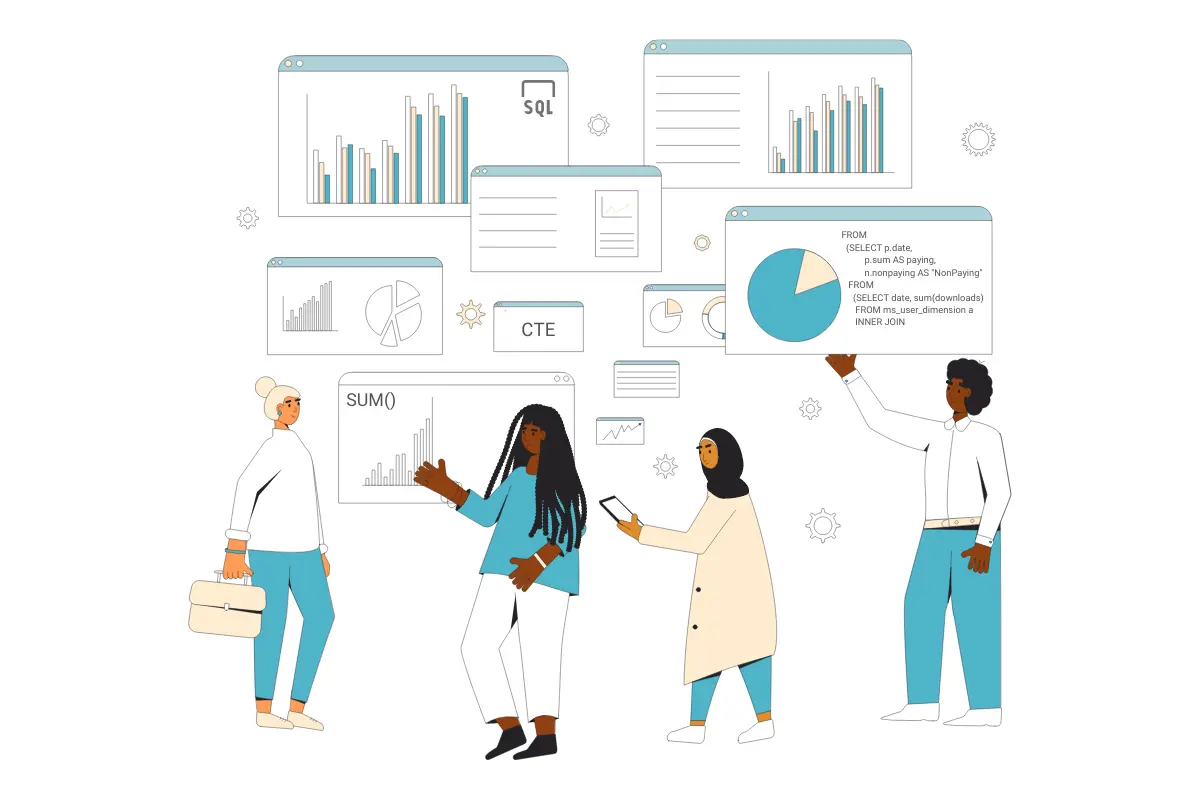 SQL
FROM
(SELECT p.date,
p.sum AS paying,
n.nonpaying AS "NonPaying"
FROM
(SELECT date, sum(downloads)
FROM ms_user_dimension a
INNER JOIN
CTE
SUM()